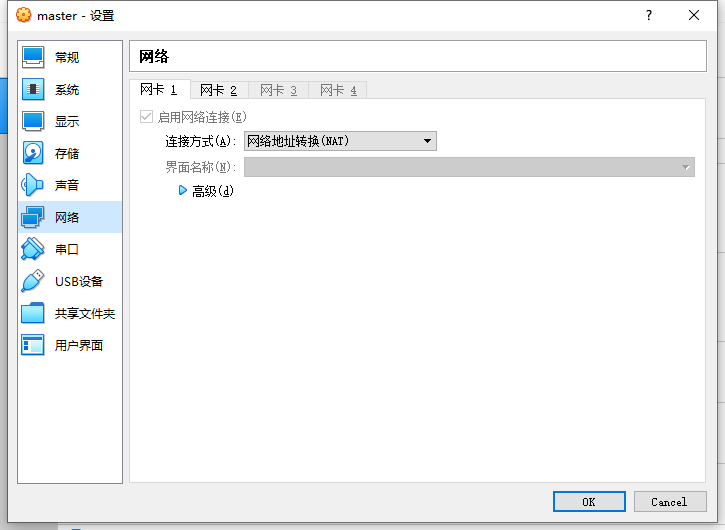 master - 设置
?
常规
系统
显示
存储
声音
网络
串口
USB设备
共享文件夹
用户界面
网络
网卡 1 网卡 2 网卡 3 网卡 4
启用网络连接(E)
连接方式(A): 网络地址转换(NAT)
界面名称(N):
高级(d)
OK Cancel